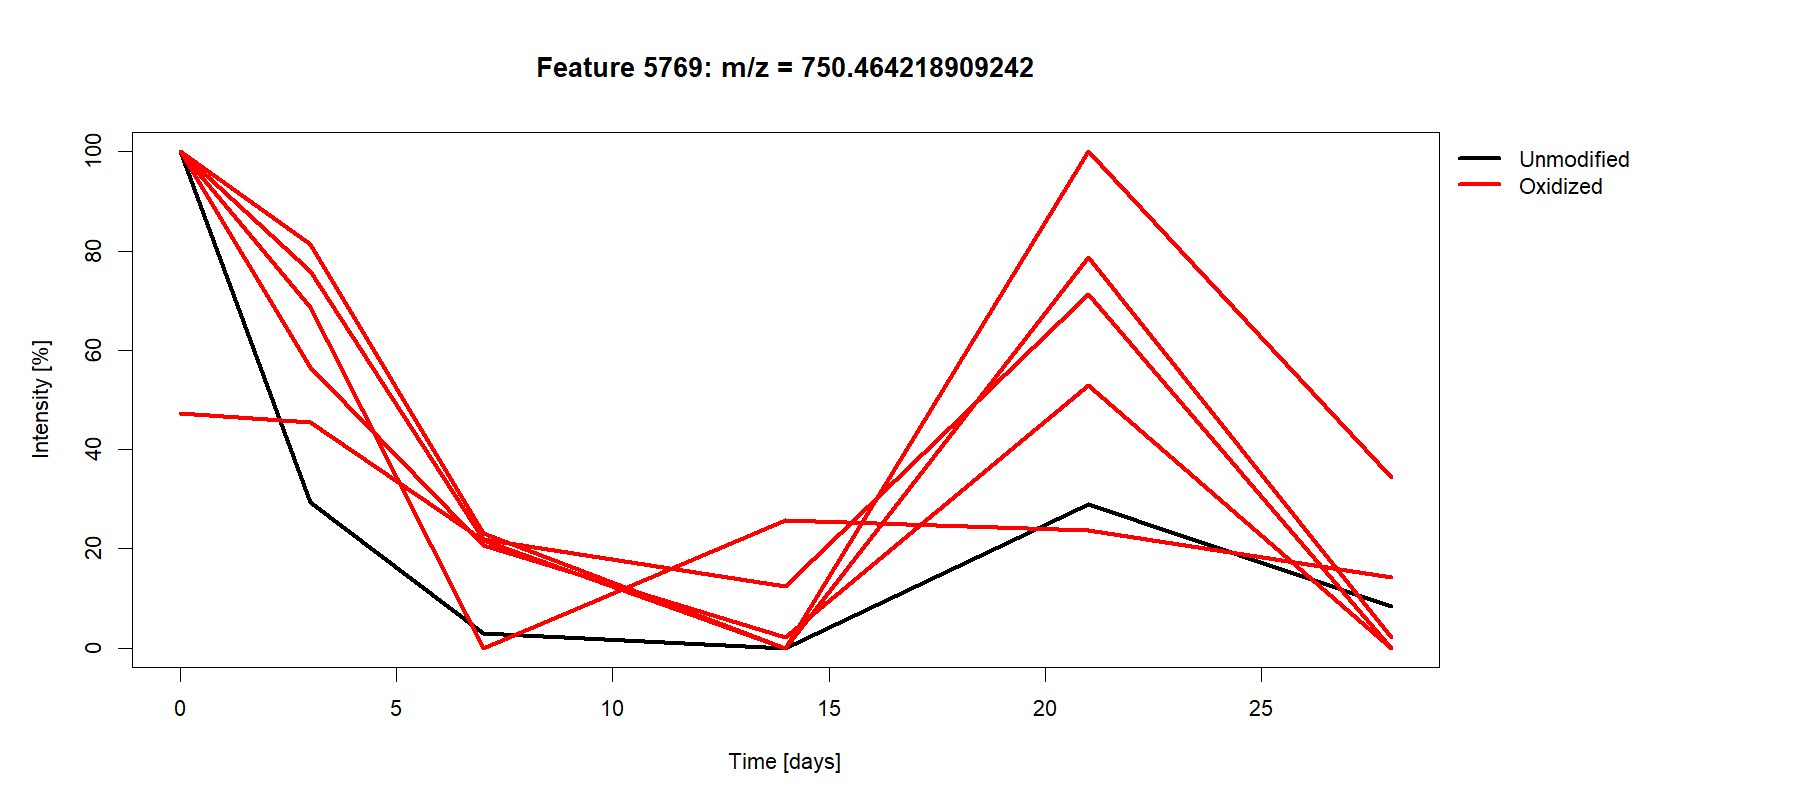 Feature 5769: m/z = 750.464218909242
Unmodified
Oxidized
Intensity [%]
100
80
60
40
20
0
0 5 10 15 20 25
Time [days]